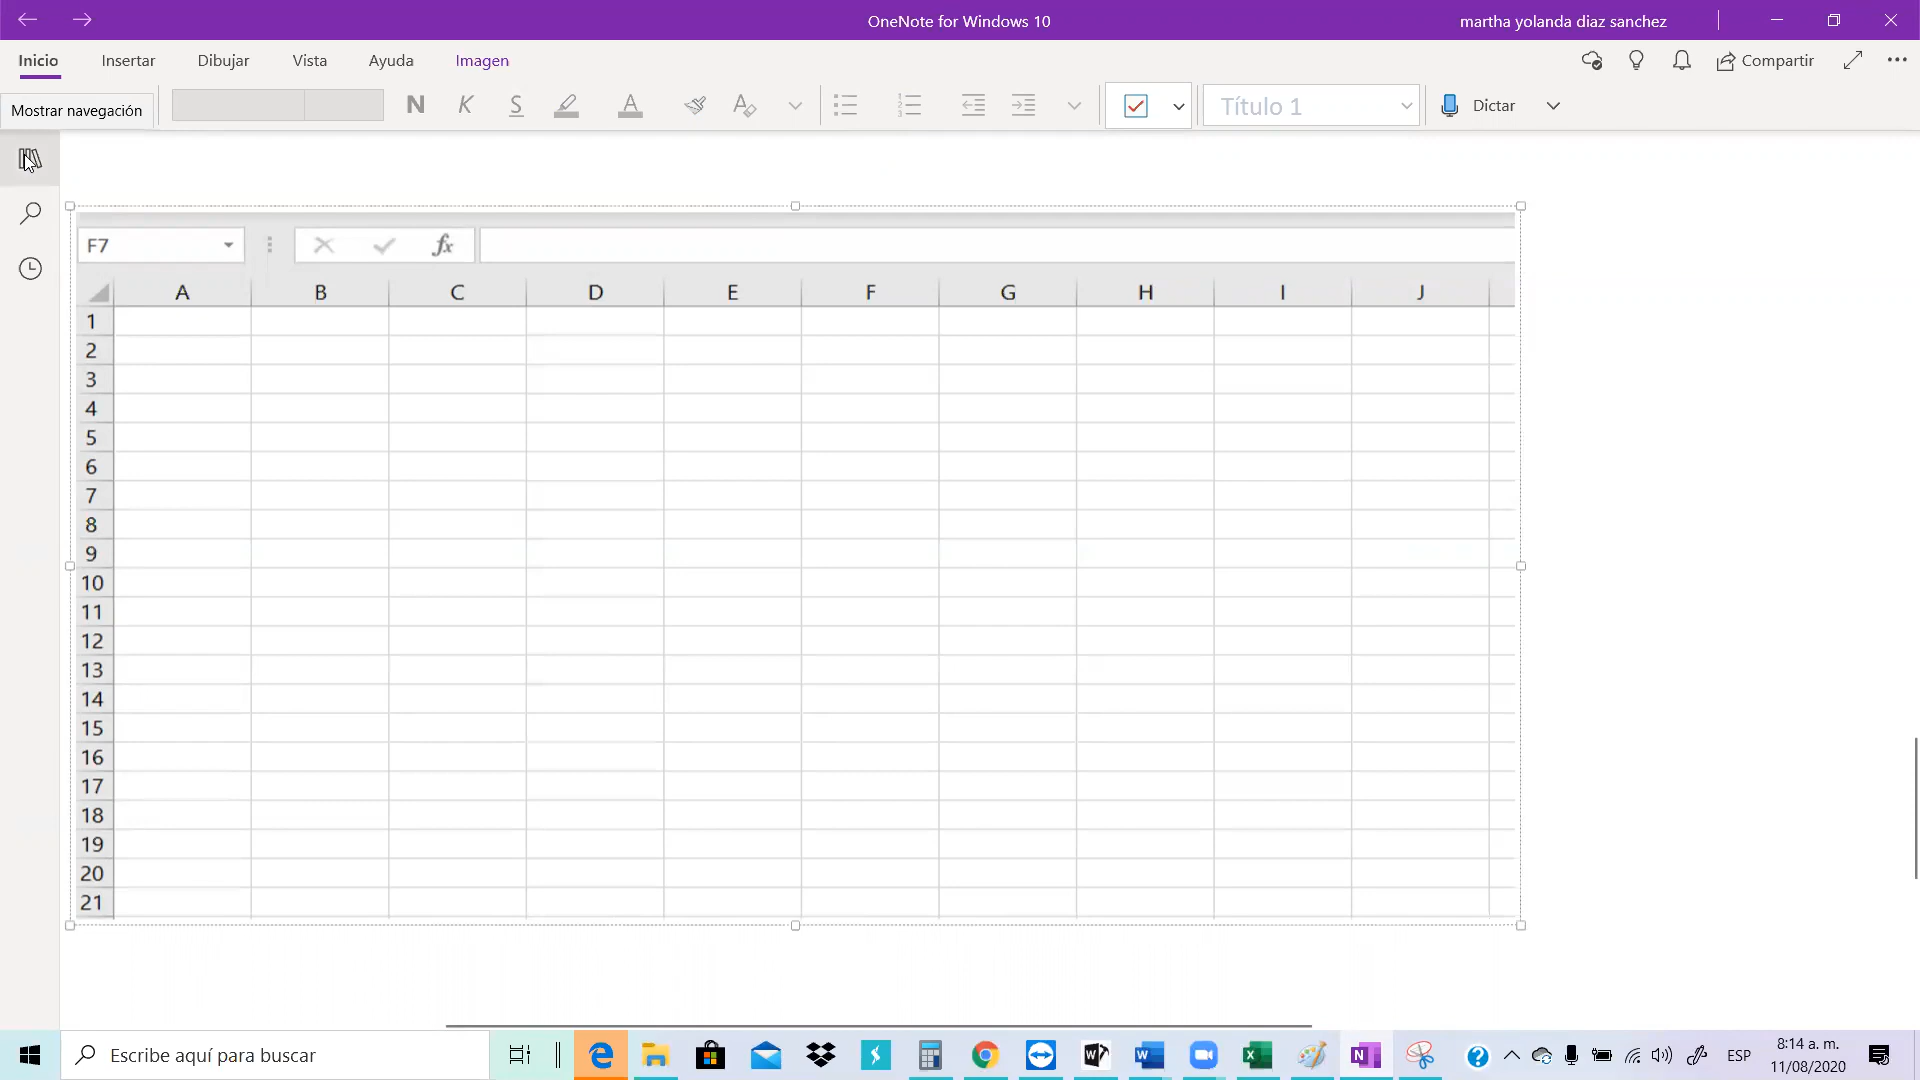 OneNote for Windows 10
martha yolanda diaz sanchez
Inicio
Insertar
Dibujar
Vista
Ayuda
Imagen
Compartir
Mostrar navegación
N
K
S
A
A
Título 1
Dictar
F7
fx
A B C D E F G H I J
1
2
3
4
5
6
7
8
9
10
11
12
13
14
15
16
17
18
19
20
21
Escribe aquí para buscar
ESP
8:14 a. m.
11/08/2020